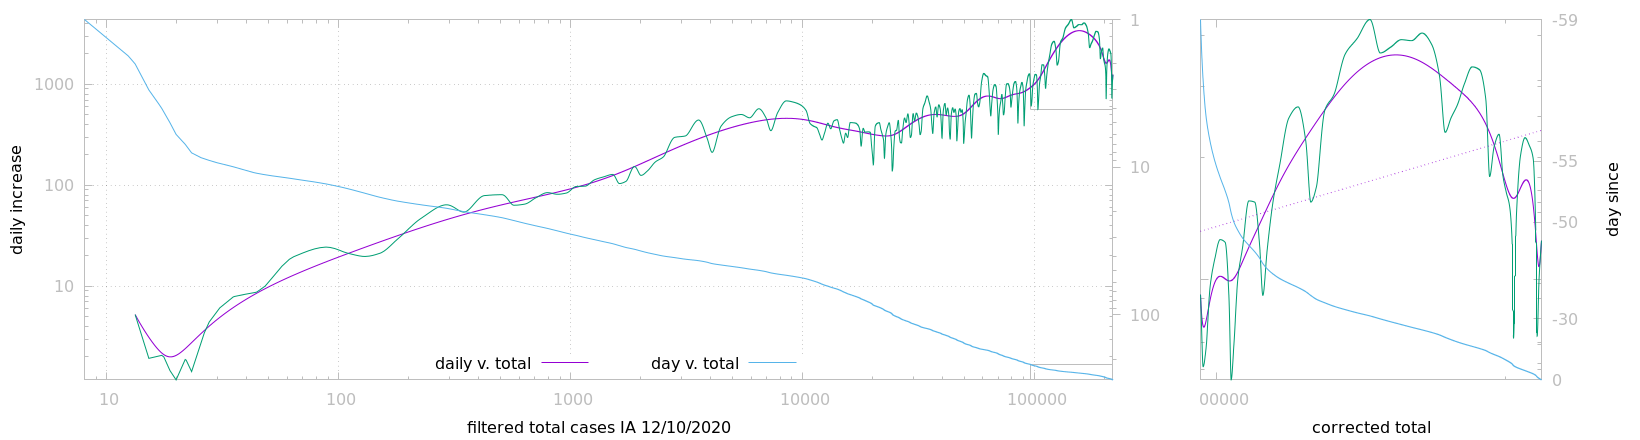 daily increase
1000
100
10
10
100
1000
10000
100000
1
10
100
daily v. total
day v. total
filtered total cases IA 12/10/2020
00000
-59
-55
-50
-30
0
day since
corrected total